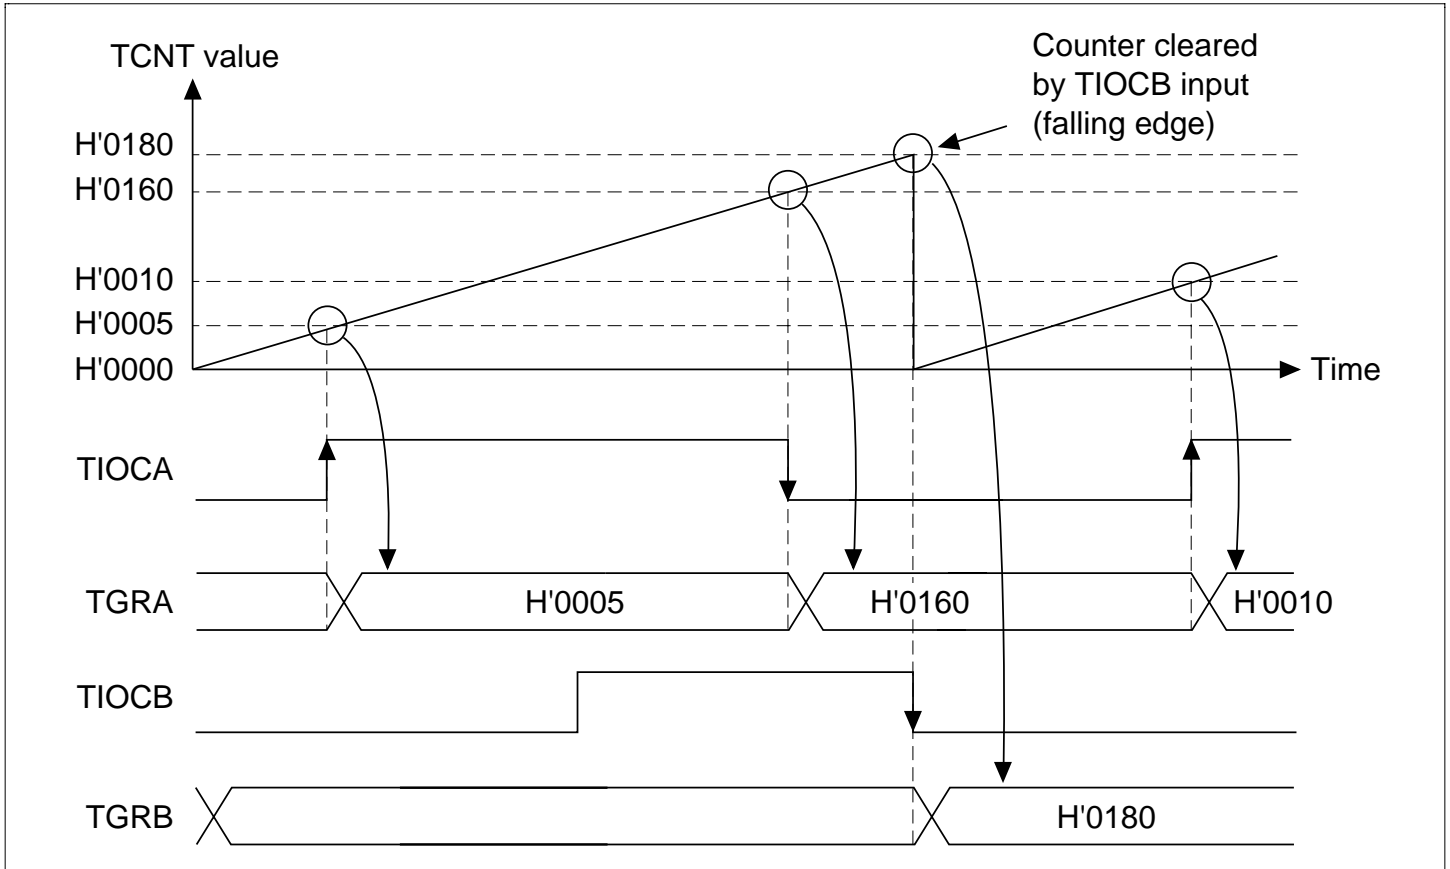 TCNT value
Counter cleared
by TIOCB input
(falling edge)
H'0180
H'0160
H'0010
H'0005
H'0000
Time
TIOCA
TGRA
H'0005
H'0160
H'0010
TIOCB
TGRB
H'0180